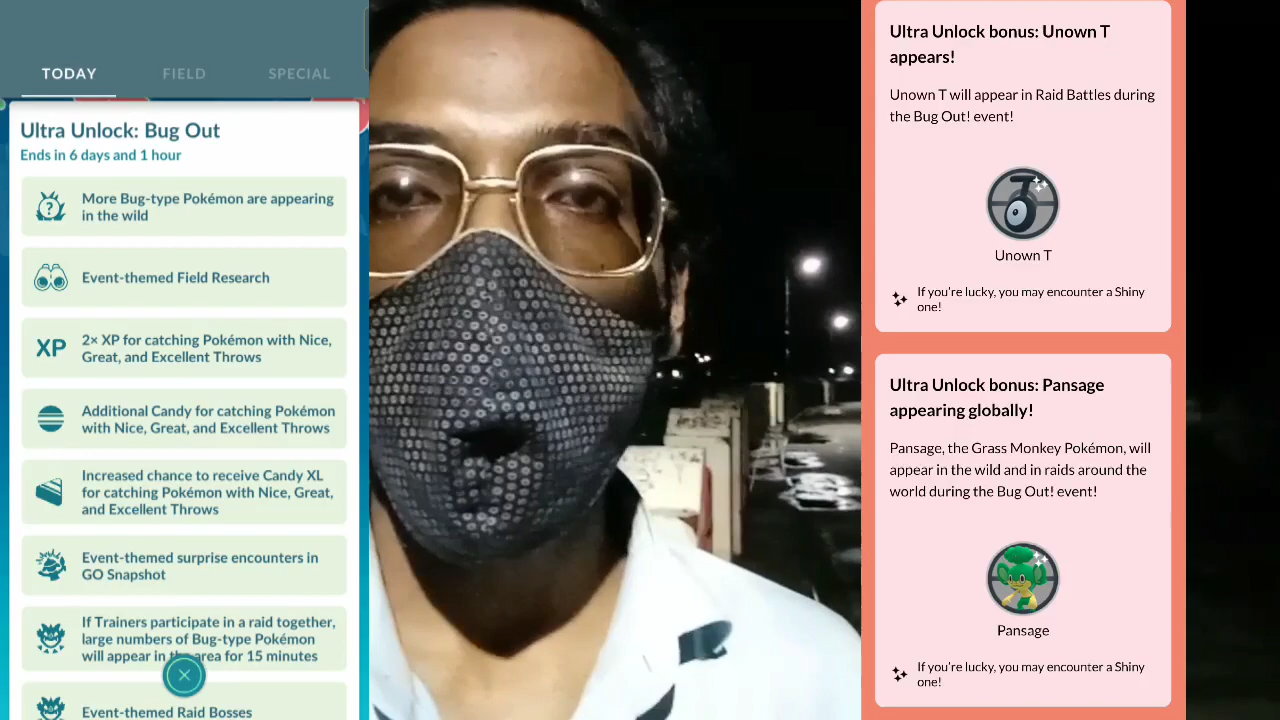 TODAY
FIELD
SPECIAL
Ultra Unlock: Bug Out
Ends in 6 days and 1 hour
More Bug-type Pokémon are appearing
in the wild
Event-themed Field Research
XP
2× XP for catching Pokémon with Nice,
Great, and Excellent Throws
Additional Candy for catching Pokémon
with Nice, Great, and Excellent Throws
Increased chance to receive Candy XL
for catching Pokémon with Nice, Great,
and Excellent Throws
Event-themed surprise encounters in
GO Snapshot
If Trainers participate in a raid together,
large numbers of Bug-type Pokémon
will appear in the area for 15 minutes
Event-themed Raid Bosses
Ultra Unlock bonus: Unown T
appears!
Unown T will appear in Raid Battles during
the Bug Out! event!
Unown T
If you're lucky, you may encounter a Shiny
one!
Ultra Unlock bonus: Pansage
appearing globally!
Pansage, the Grass Monkey Pokémon, will
appear in the wild and in raids around the
world during the Bug Out! event!
Pansage
If you're lucky, you may encounter a Shiny
one!